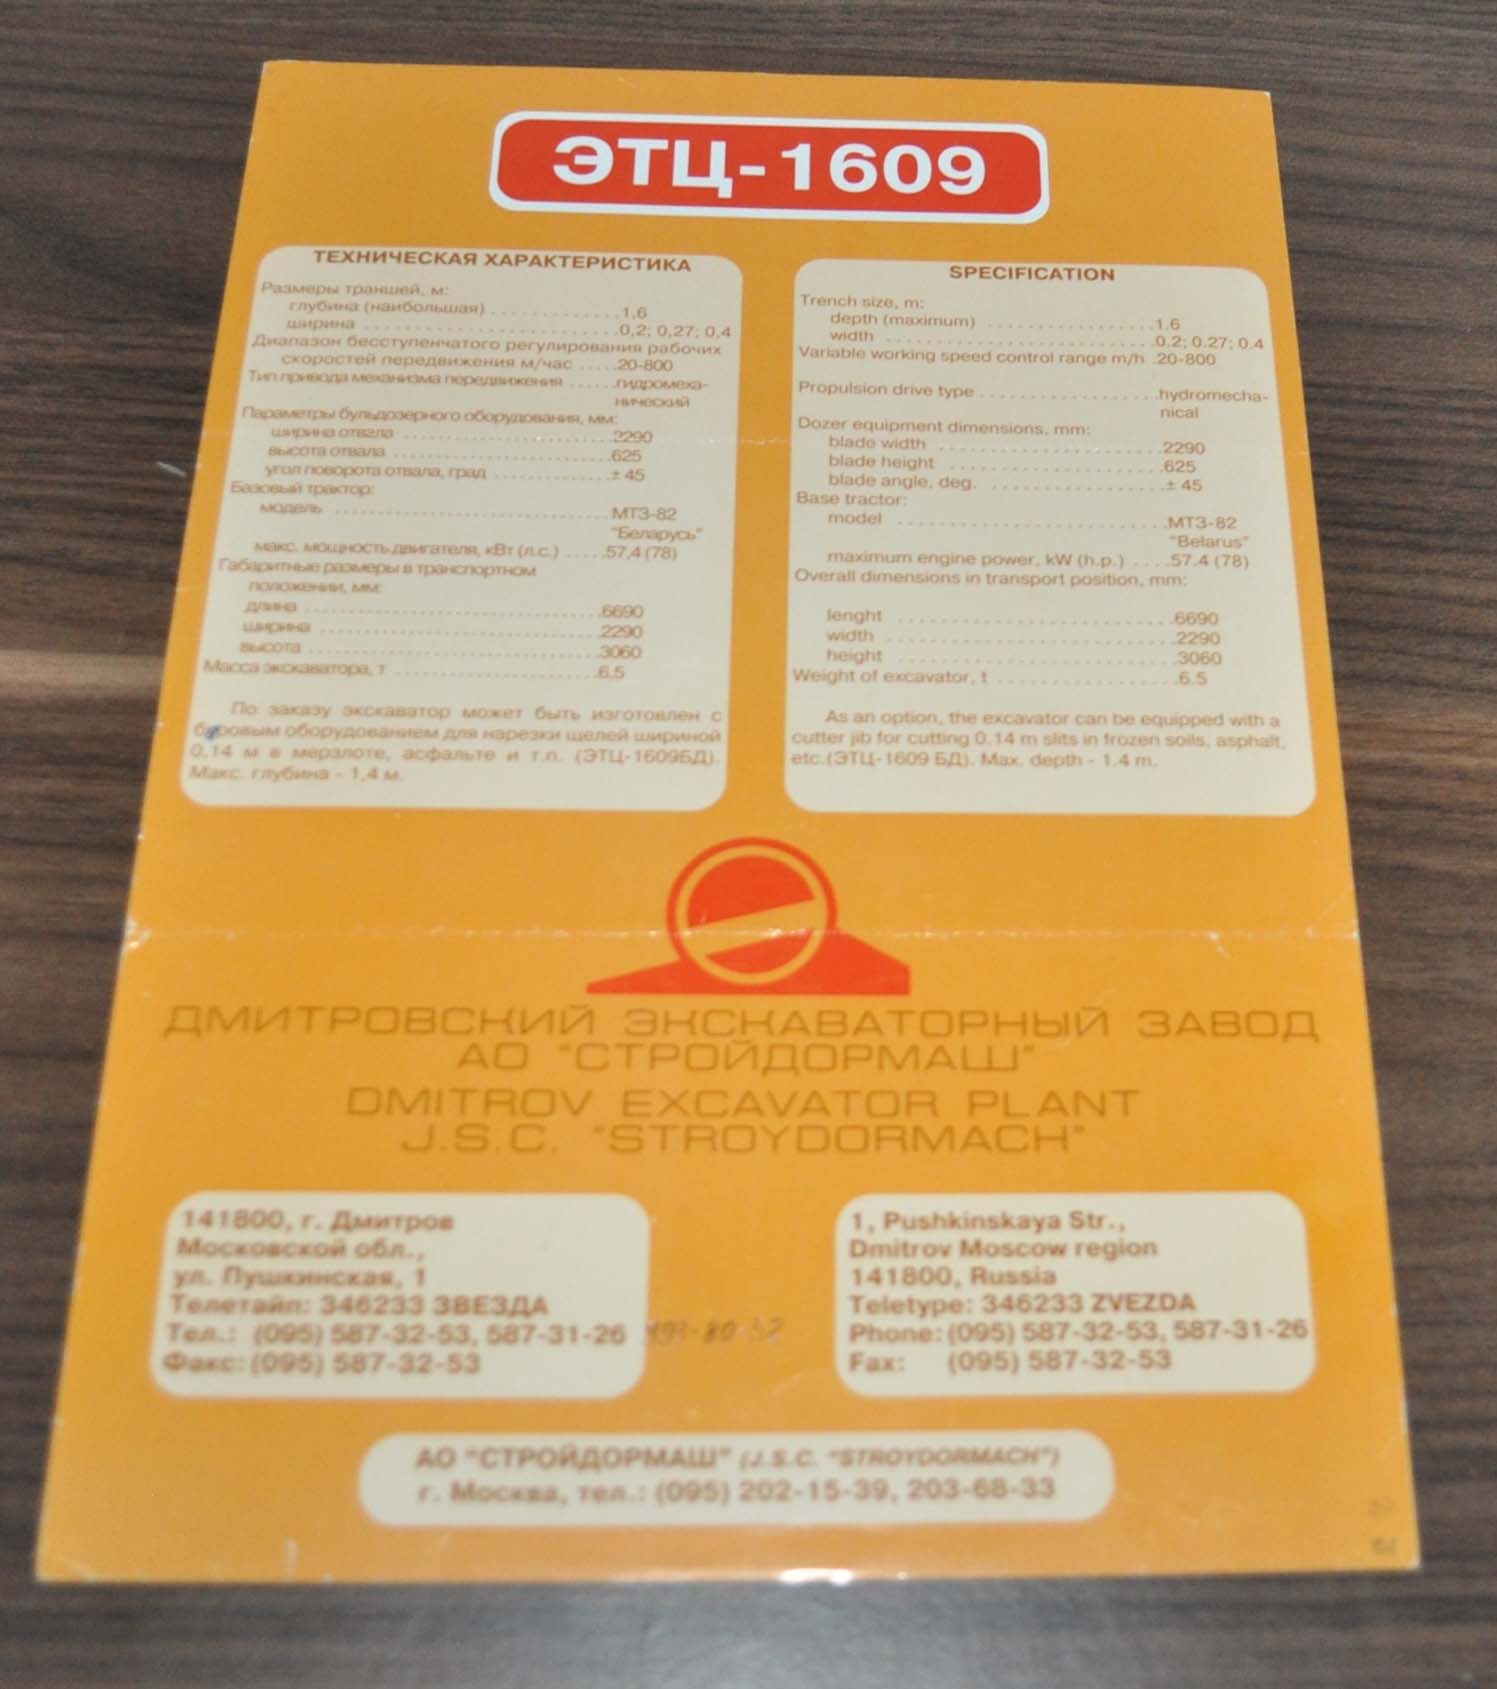 ЭТЦ-1609
ТЕХНИЧЕСКАЯ ХАРАКТЕРИСТИКА
Размеры траншей, м:
глубина (наибольшая) . . . . . . . . . . . . .1,6
ширина . . . . . . . . . . . . . . . . . . . . . . . . .0,2; 0,27; 0,4
Диапазон бесступенчатого регулирования рабочих
скоростей передвижения м/час . . . . .20-800
Тип привода механизма передвижения . . . . . .гидромеха-
нический
Параметры бульдозерного оборудования, мм:
ширина отвала . . . . . . . . . . . . . . . . . . . . .2290
высота отвала . . . . . . . . . . . . . . . . . . . . . .625
угол поворота отвала, град . . . . . . . . . . . .± 45
Базовый трактор:
модель . . . . . . . . . . . . . . . . . . . . . . . . . . . .МТЗ-82
"Беларусь"
макс. мощность двигателя, кВт (л.с.) . . . . .57,4 (78)
Габаритные размеры в транспортном
положении, мм:
длина . . . . . . . . . . . . . . . . . . . . . . . . . . . . .6690
ширина . . . . . . . . . . . . . . . . . . . . . . . . . . . .2290
высота . . . . . . . . . . . . . . . . . . . . . . . . . . . . .3060
Масса экскаватора, т . . . . . . . . . . . . . . . . . . . .6.5
По заказу экскаватор может быть изготовлен с
баровым оборудованием для нарезки щелей шириной
0,14 м в мерзлоте, асфальте и т.п. (ЭТЦ-1609БД).
Макс. глубина - 1,4 м.
SPECIFICATION
Trench size, m:
depth (maximum) . . . . . . . . . . . . . . . . .1.6
width . . . . . . . . . . . . . . . . . . . . . . . . . . .0.2; 0.27; 0.4
Variable working speed control range m/h .20-800
Propulsion drive type . . . . . . . . . . . . . . . . . .hydromecha-
nical
Dozer equipment dimensions, mm:
blade width . . . . . . . . . . . . . . . . . . . . . .2290
blade height . . . . . . . . . . . . . . . . . . . . .625
blade angle, deg. . . . . . . . . . . . . . . . . .± 45
Base tractor:
model . . . . . . . . . . . . . . . . . . . . . . . . . . .МТЗ-82
"Belarus"
maximum engine power, kW (h.p.) . . . .57.4 (78)
Overall dimensions in transport position, mm:
lenght . . . . . . . . . . . . . . . . . . . . . . . . . . .6690
width . . . . . . . . . . . . . . . . . . . . . . . . . . . .2290
height . . . . . . . . . . . . . . . . . . . . . . . . . . .3060
Weight of excavator, t . . . . . . . . . . . . . . . . . .6.5
As an option, the excavator can be equipped with a
cutter jib for cutting 0.14 m slits in frozen soils, asphalt,
etc.(ЭТЦ-1609 БД). Max. depth - 1.4 m.
ДМИТРОВСКИЙ ЭКСКАВАТОРНЫЙ ЗАВОД
АО "СТРОЙДОРМАШ"
DMITROV EXCAVATOR PLANT
J.S.C. "STROYDORMACH"
141800, г. Дмитров
Московской обл.,
ул. Пушкинская, 1
Телетайп: 346233 ЗВЕЗДА
Тел.: (095) 587-32-53, 587-31-26
Факс: (095) 587-32-53
1, Pushkinskaya Str.,
Dmitrov Moscow region
141800, Russia
Teletype: 346233 ZVEZDA
Phone: (095) 587-32-53, 587-31-26
Fax: (095) 587-32-53
АО "СТРОЙДОРМАШ" (J.S.C. "STROYDORMACH")
г. Москва, тел.: (095) 202-15-39, 203-68-33